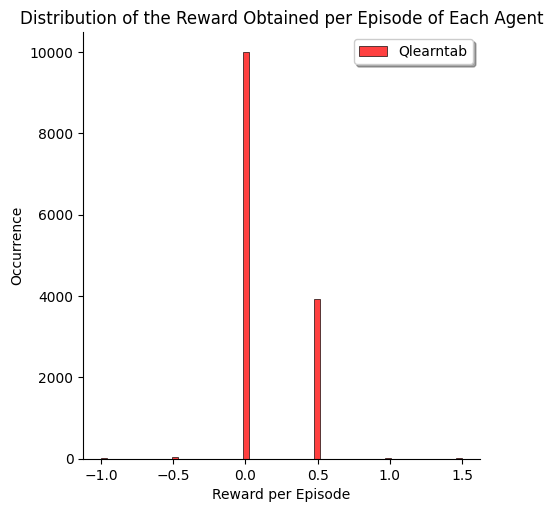 Distribution of the Reward Obtained per Episode of Each Agent
Qlearntab
10000
8000
6000
4000
2000
0
Occurrence
−1.0 −0.5 0.0 0.5 1.0 1.5
Reward per Episode